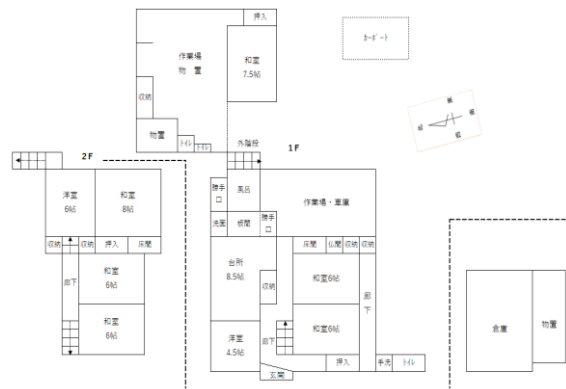 押入
カーポート
作業場
物　置
和室
7.5帖
収納
物置
トイレ
トイレ
外階段
北
東
南
西
2F
1F
洋室
6帖
和室
8帖
収納
収納
押入
床間
廊下
和室
6帖
和室
6帖
勝手
口
風呂
作業場・車庫
洗面
板間
勝手
口
台所
8.5帖
収納
床間
仏間
収納
収納
和室6帖
廊
下
和室6帖
洋室
4.5帖
廊下
玄関
押入
手洗
トイレ
倉庫
物置